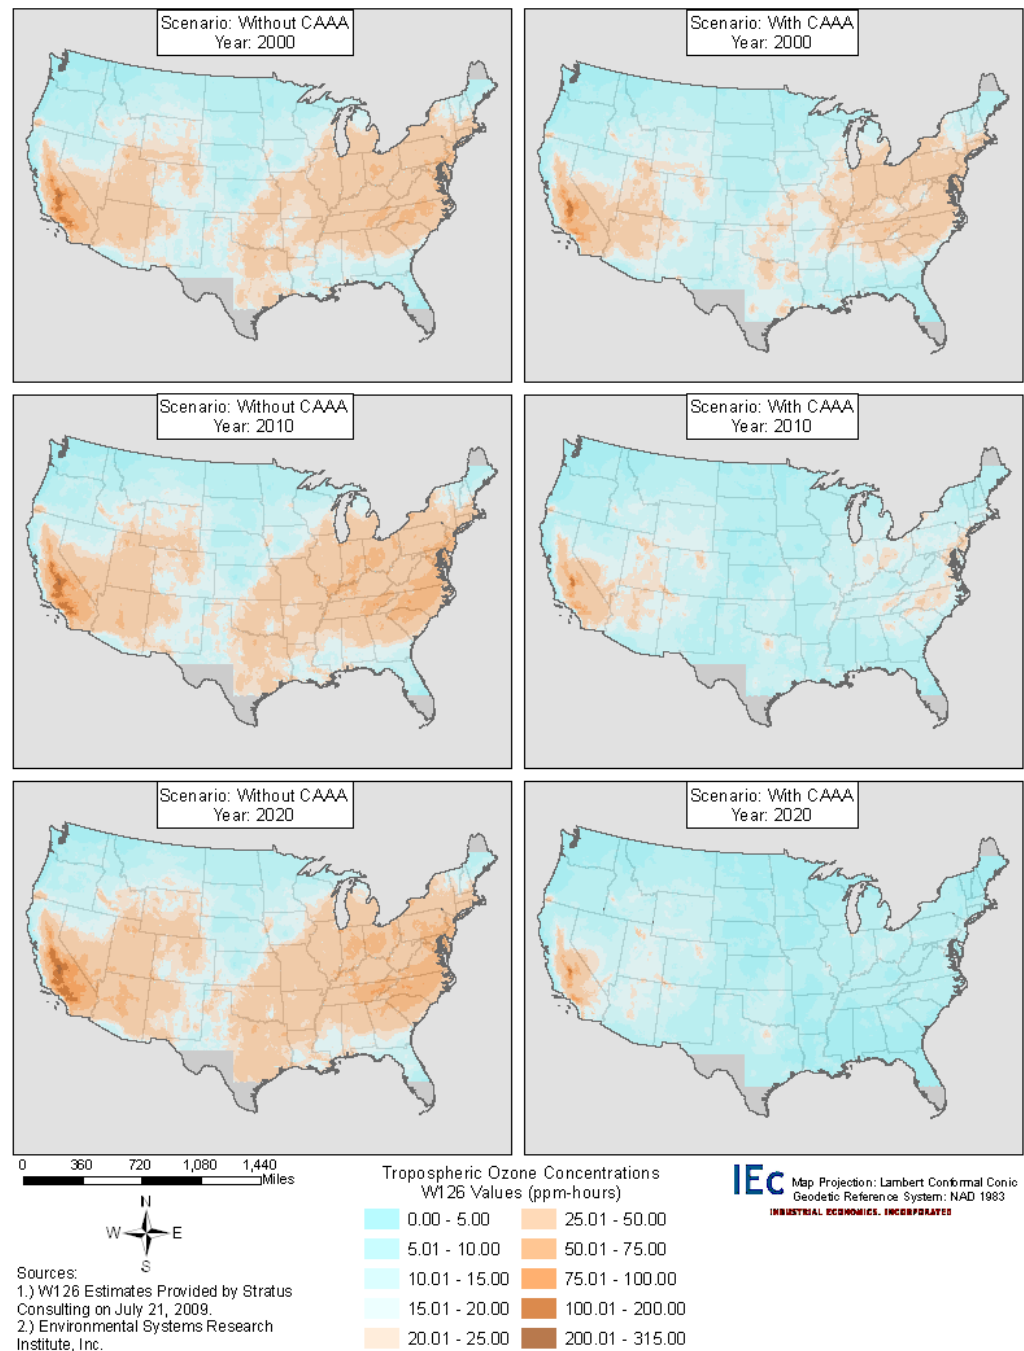 Scenario: Without CAAA
Year: 2000
Scenario: With CAAA
Year: 2000
Scenario: Without CAAA
Year: 2010
Scenario: With CAAA
Year: 2010
Scenario: Without CAAA
Year: 2020
Scenario: With CAAA
Year: 2020
0 360 720 1,080 1,440
Miles
N
W E
S
Sources:
1.) W126 Estimates Provided by Stratus
Consulting on July 21, 2009.
2.) Environmental Systems Research
Institute, Inc.
Tropospheric Ozone Concentrations
W126 Values (ppm-hours)
0.00 - 5.00
5.01 - 10.00
10.01 - 15.00
15.01 - 20.00
20.01 - 25.00
25.01 - 50.00
50.01 - 75.00
75.01 - 100.00
100.01 - 200.00
200.01 - 315.00
IEc
Map Projection: Lambert Conformal Conic
Geodetic Reference System: NAD 1983
INDUSTRIAL ECONOMICS, INCORPORATED